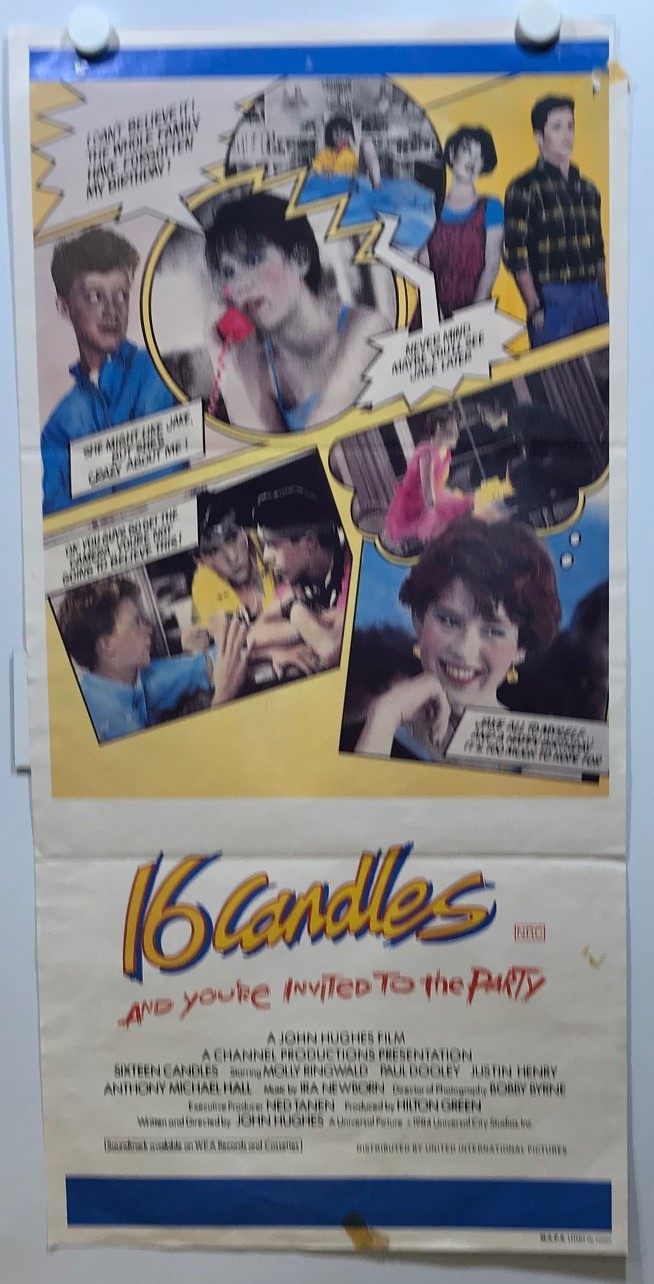 I CAN'T BELIEVE IT!
THE WHOLE FAMILY
HAVE FORGOTTEN
MY BIRTHDAY!
NEVER MIND
MAYBE YOU'LL SEE
JAKE LATER
SHE MIGHT LIKE JAKE,
BUT SHE'S
CRAZY ABOUT ME!
OK, YOU GUYS, GO GET THE
CAMERA, THEY'RE NOT
GOING TO BELIEVE THIS!
JAKE ALL TO MYSELF...
AND A HAPPY BIRTHDAY!
IT'S TOO MUCH TO HOPE FOR
16 Candles
NRC
AND YOU'RE INVITED TO the PARTY
A JOHN HUGHES FILM
A CHANNEL PRODUCTIONS PRESENTATION
SIXTEEN CANDLES Starring MOLLY RINGWALD PAUL DOOLEY JUSTIN HENRY
ANTHONY MICHAEL HALL Music by IRA NEWBORN Director of Photography BOBBY BYRNE
Executive Producer NED TANEN Produced by HILTON GREEN
Written and Directed by JOHN HUGHES A Universal Picture © 1984 Universal City Studios, Inc.
Soundtrack available on WEA Records and Cassettes
DISTRIBUTED BY UNITED INTERNATIONAL PICTURES